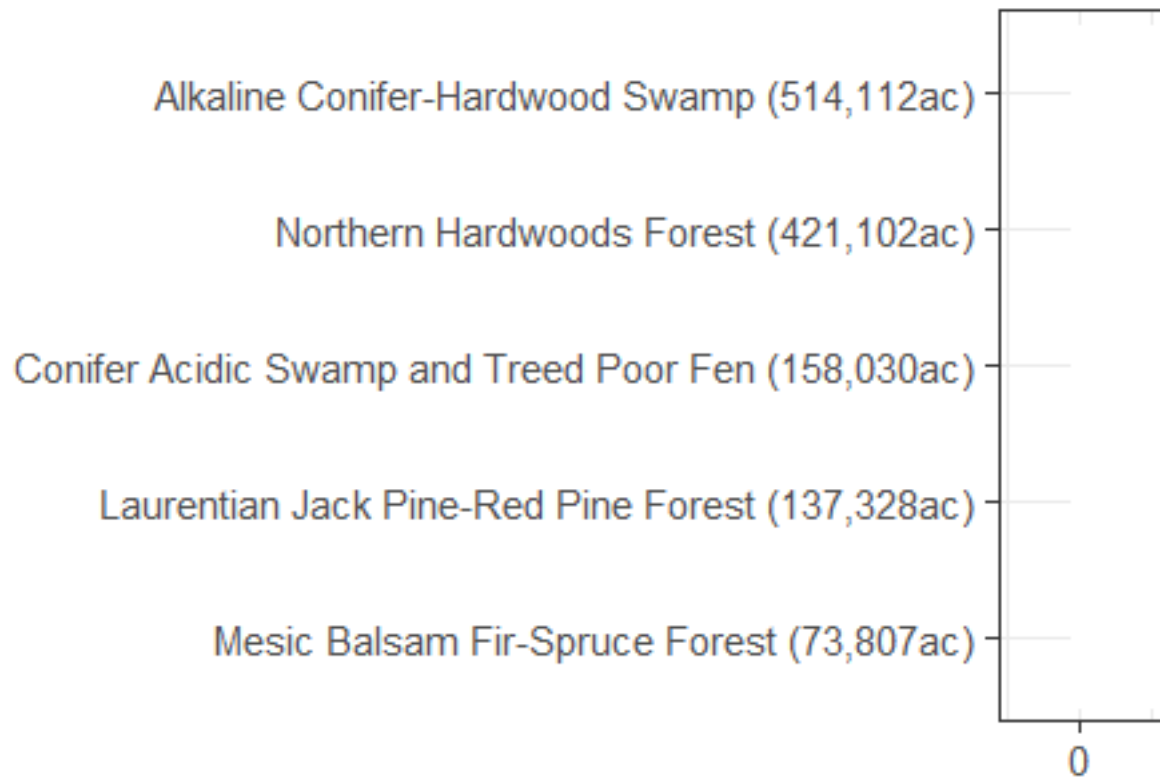 Alkaline Conifer-Hardwood Swamp (514,112ac)
Northern Hardwoods Forest (421,102ac)
Conifer Acidic Swamp and Treed Poor Fen (158,030ac)
Laurentian Jack Pine-Red Pine Forest (137,328ac)
Mesic Balsam Fir-Spruce Forest (73,807ac)
0